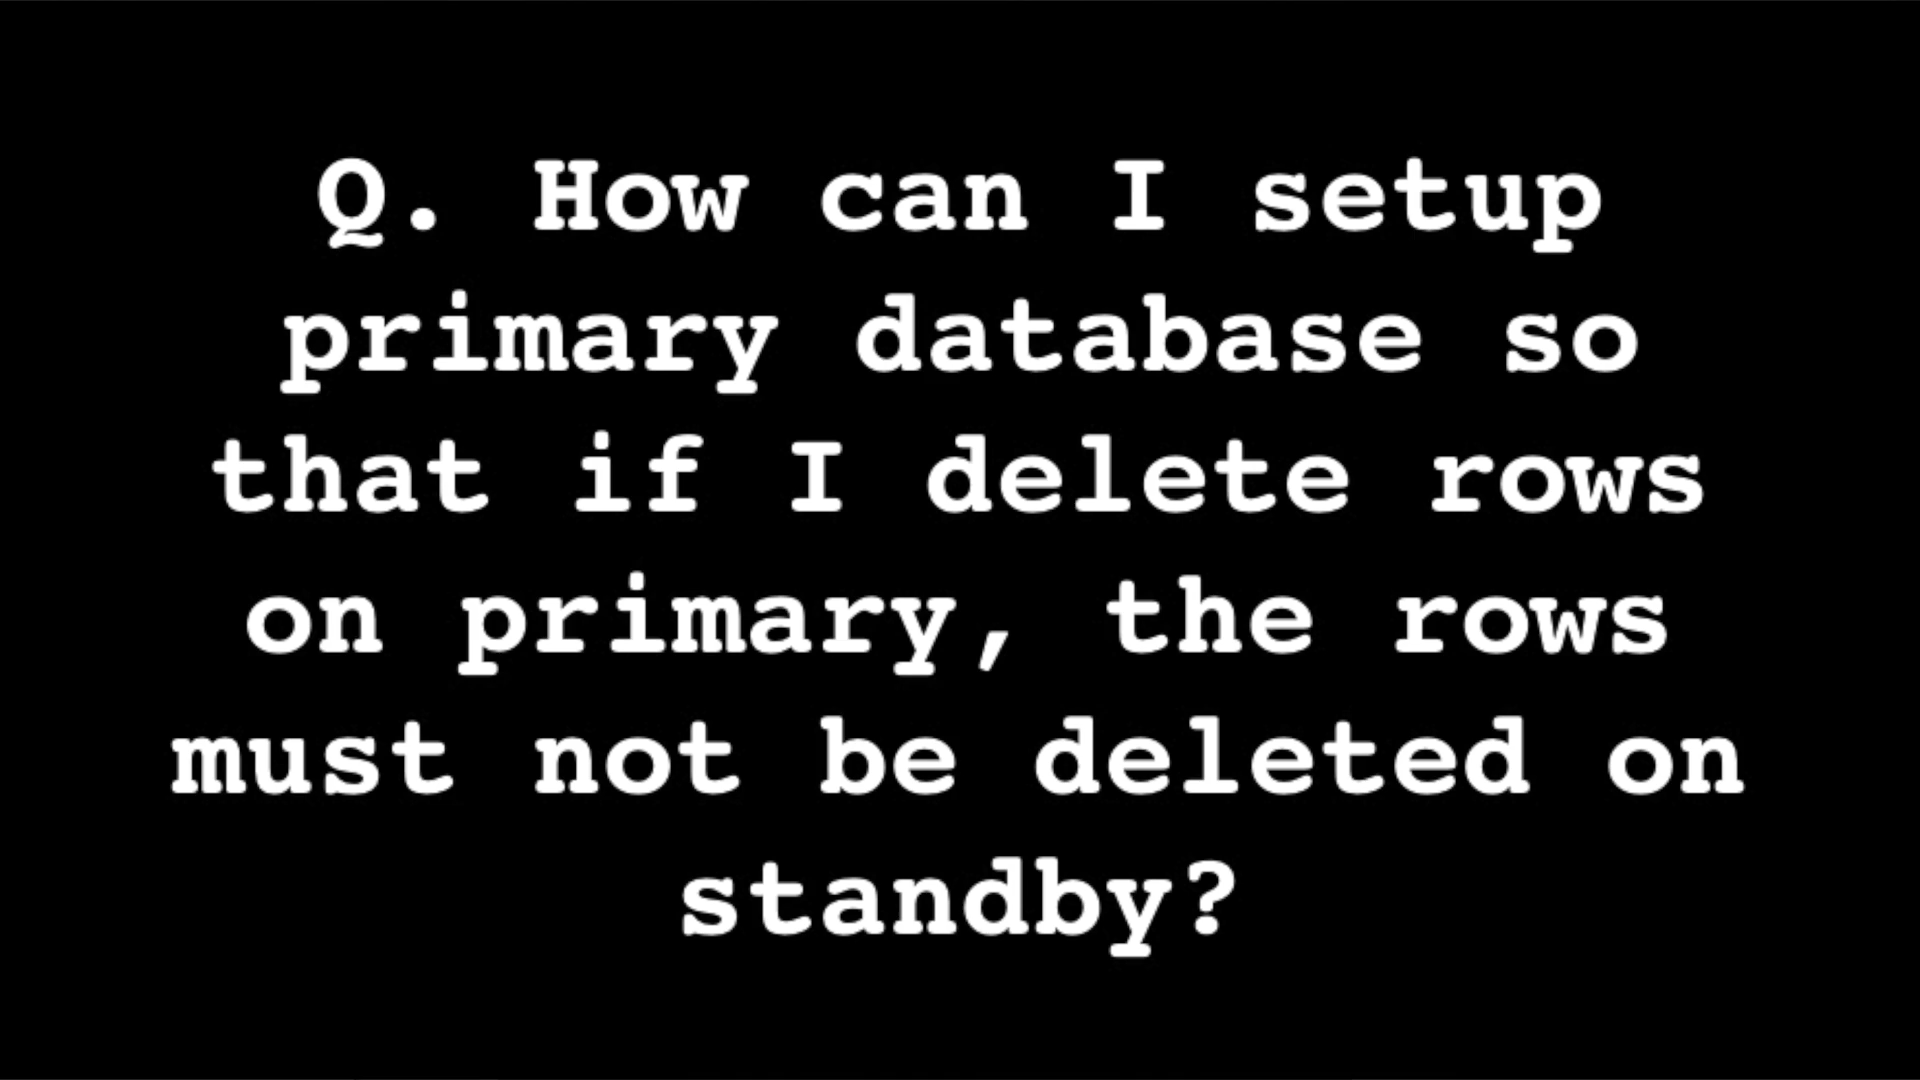 Q. How can I setup
primary database so
that if I delete rows
on primary, the rows
must not be deleted on
standby?